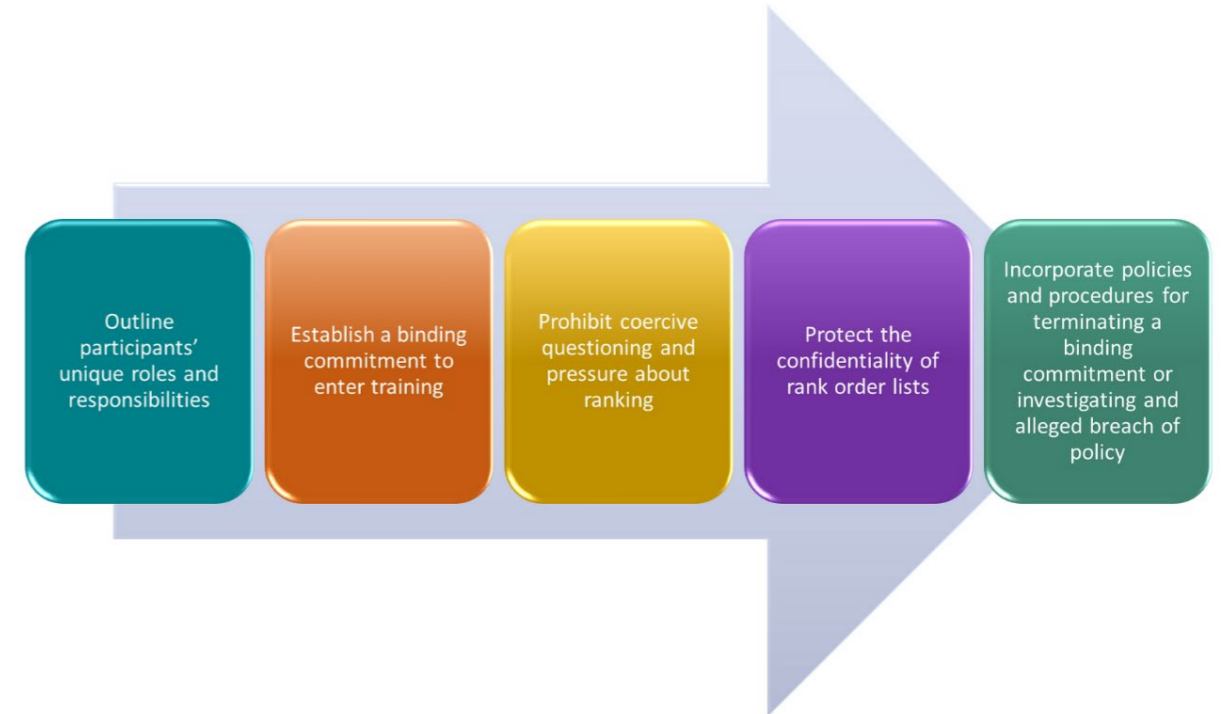 Outline
participants’
unique roles and
responsibilities
Establish a binding
commitment to
enter training
Prohibit coercive
questioning and
pressure about
ranking
Protect the
confidentiality of
rank order lists
Incorporate policies
and procedures for
terminating a
binding
commitment or
investigating and
alleged breach of
policy